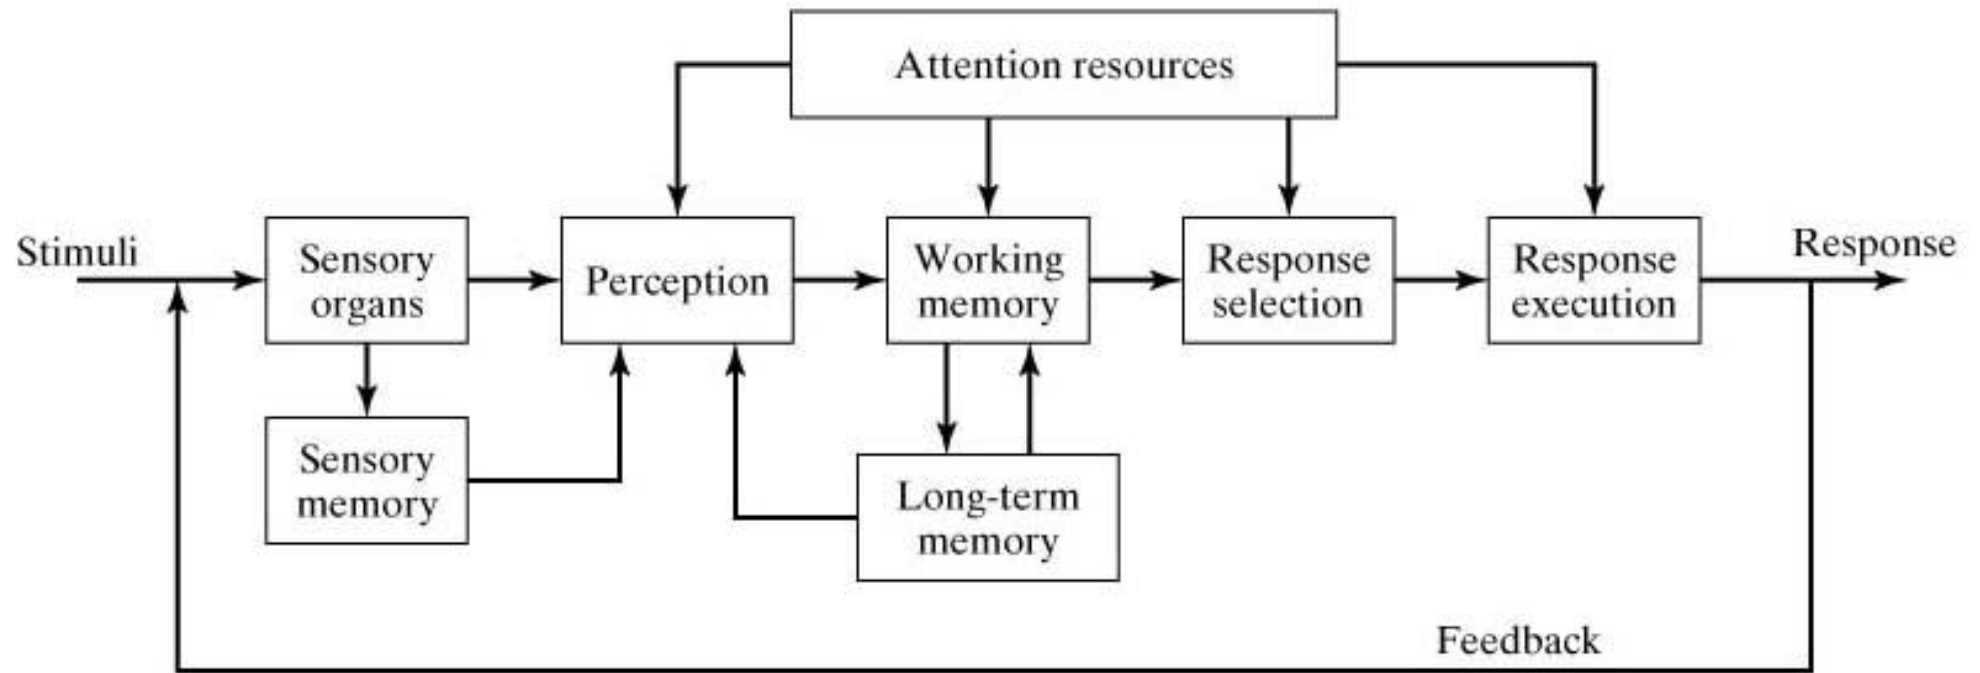 Attention resources
Stimuli
Sensory
organs
Perception
Working
memory
Response
selection
Response
execution
Response
Sensory
memory
Long-term
memory
Feedback